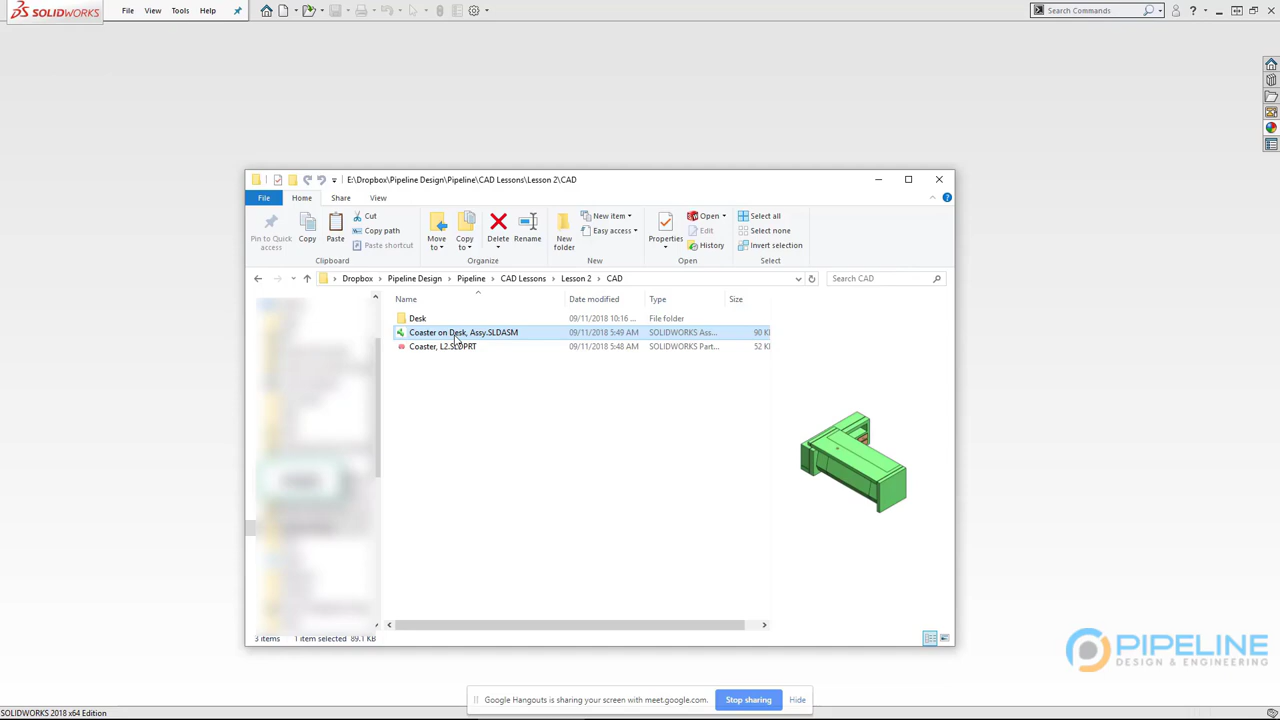 SOLIDWORKS File View Tools Help Search Commands
E:\Dropbox\Pipeline Design\Pipeline\CAD Lessons\Lesson 2\CAD
File Home Share View
Pin to Quick access
Copy
Paste
Cut
Copy path
Paste shortcut
Move to
Copy to
Delete
Rename
New folder
New item
Easy access
Properties
Open
Edit
History
Select all
Select none
Invert selection
Clipboard Organize New Open Select
Dropbox Pipeline Design Pipeline CAD Lessons Lesson 2 CAD Search CAD
Name Date modified Type Size
Desk 09/11/2018 10:16 ... File folder
Coaster on Desk, Assy.SLDASM 09/11/2018 5:49 AM SOLIDWORKS Ass... 90 K
Coaster, L2.SLDPRT 09/11/2018 5:48 AM SOLIDWORKS Part... 52 K
3 items 1 item selected 89.1 KB
PIPELINE
DESIGN & ENGINEERING
Google Hangouts is sharing your screen with meet.google.com. Stop sharing Hide
SOLIDWORKS 2018 x64 Edition